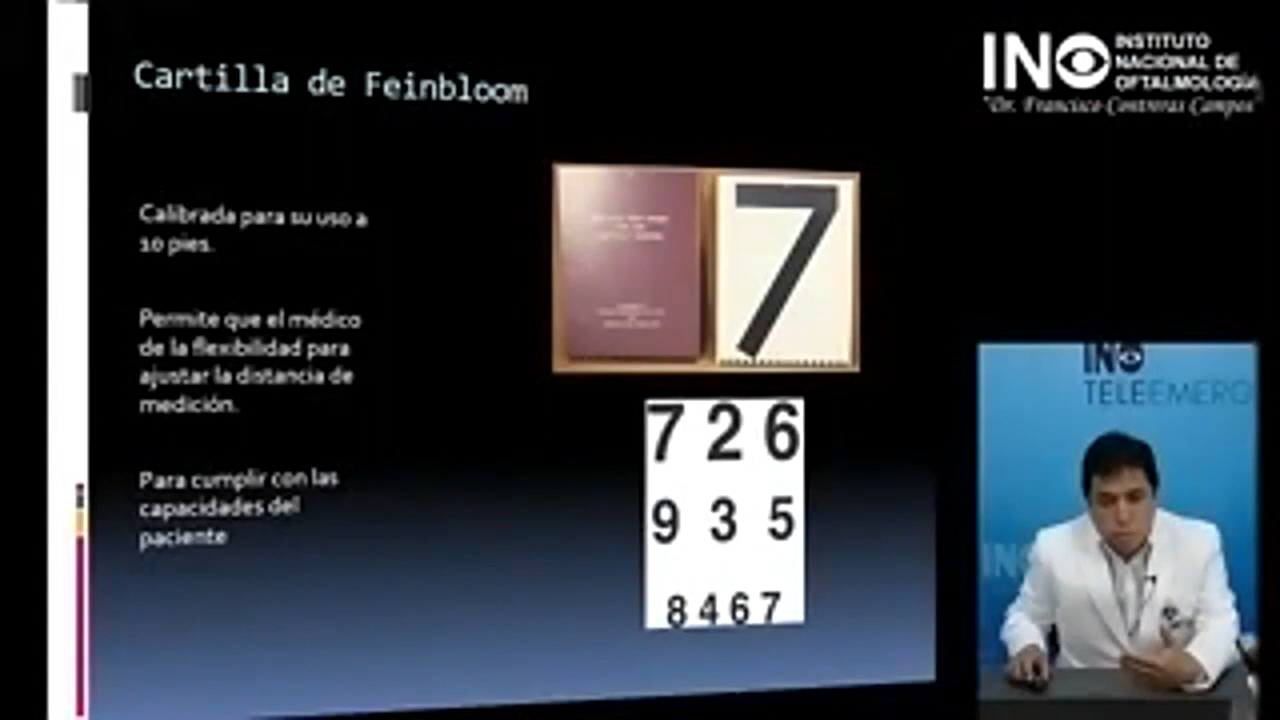 Cartilla de Feinbloom
INO
INSTITUTO
NACIONAL DE
OFTALMOLOGÍA
"Dr. Francisco Contreras Campos"
Calibrada para su uso a
10 pies.
Permite que el médico
de la flexibilidad para
ajustar la distancia de
medición.
Para cumplir con las
capacidades del
paciente
7
7 2 6
9 3 5
8 4 6 7
INO
TELEEMERO
INO